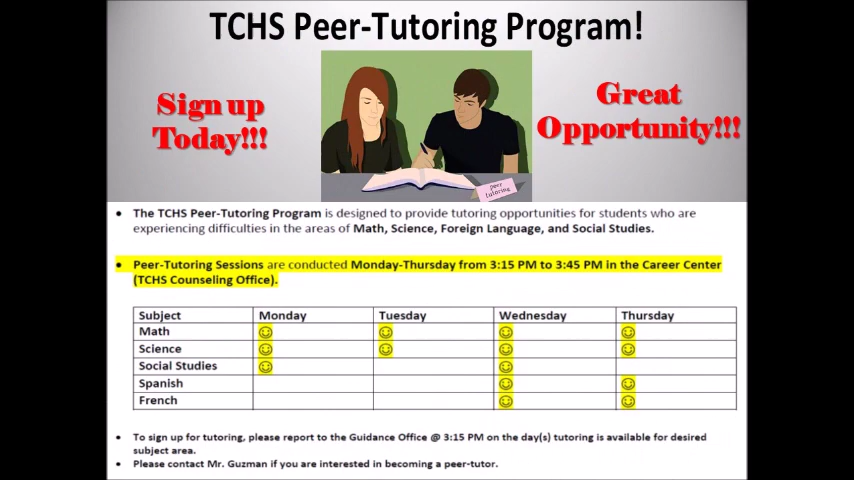 TCHS Peer-Tutoring Program!
Sign up
Today!!!
Great
Opportunity!!!
peer
tutoring
• The TCHS Peer-Tutoring Program is designed to provide tutoring opportunities for students who are
experiencing difficulties in the areas of Math, Science, Foreign Language, and Social Studies.
• Peer-Tutoring Sessions are conducted Monday-Thursday from 3:15 PM to 3:45 PM in the Career Center
(TCHS Counseling Office).
Subject Monday Tuesday Wednesday Thursday
Math ☺ ☺ ☺ ☺
Science ☺ ☺ ☺ ☺
Social Studies ☺ ☺
Spanish ☺ ☺
French ☺ ☺
• To sign up for tutoring, please report to the Guidance Office @ 3:15 PM on the day(s) tutoring is available for desired
subject area.
• Please contact Mr. Guzman if you are interested in becoming a peer-tutor.